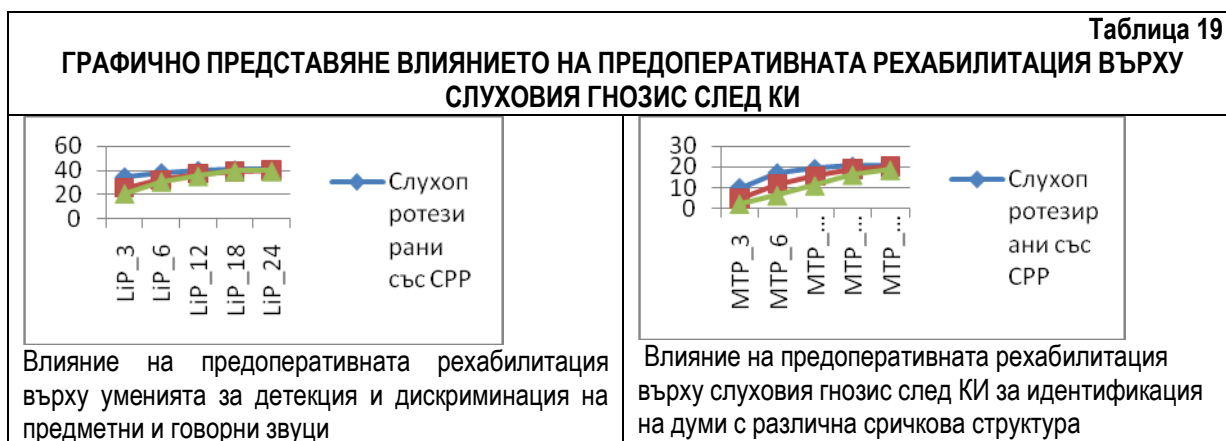 Таблица 19
ГРАФИЧНО ПРЕДСТАВЯНЕ ВЛИЯНИЕТО НА ПРЕДОПЕРАТИВНАТА РЕХАБИЛИТАЦИЯ ВЪРХУ
СЛУХОВИЯ ГНОЗИС СЛЕД КИ
60
40
20
0
LiP_3
LiP_6
LiP_12
LiP_18
LiP_24
Слухоп
ротези
рани
със СРР
Влияние на предоперативната рехабилитация
върху уменията за детекция и дискриминация на
предметни и говорни звуци
30
20
10
0
MTP_3
MTP_6
MTP_...
MTP_...
MTP_...
Слухоп
ротезир
ани със
СРР
Влияние на предоперативната рехабилитация
върху слуховия гнозис след КИ за идентификация
на думи с различна сричкова структура